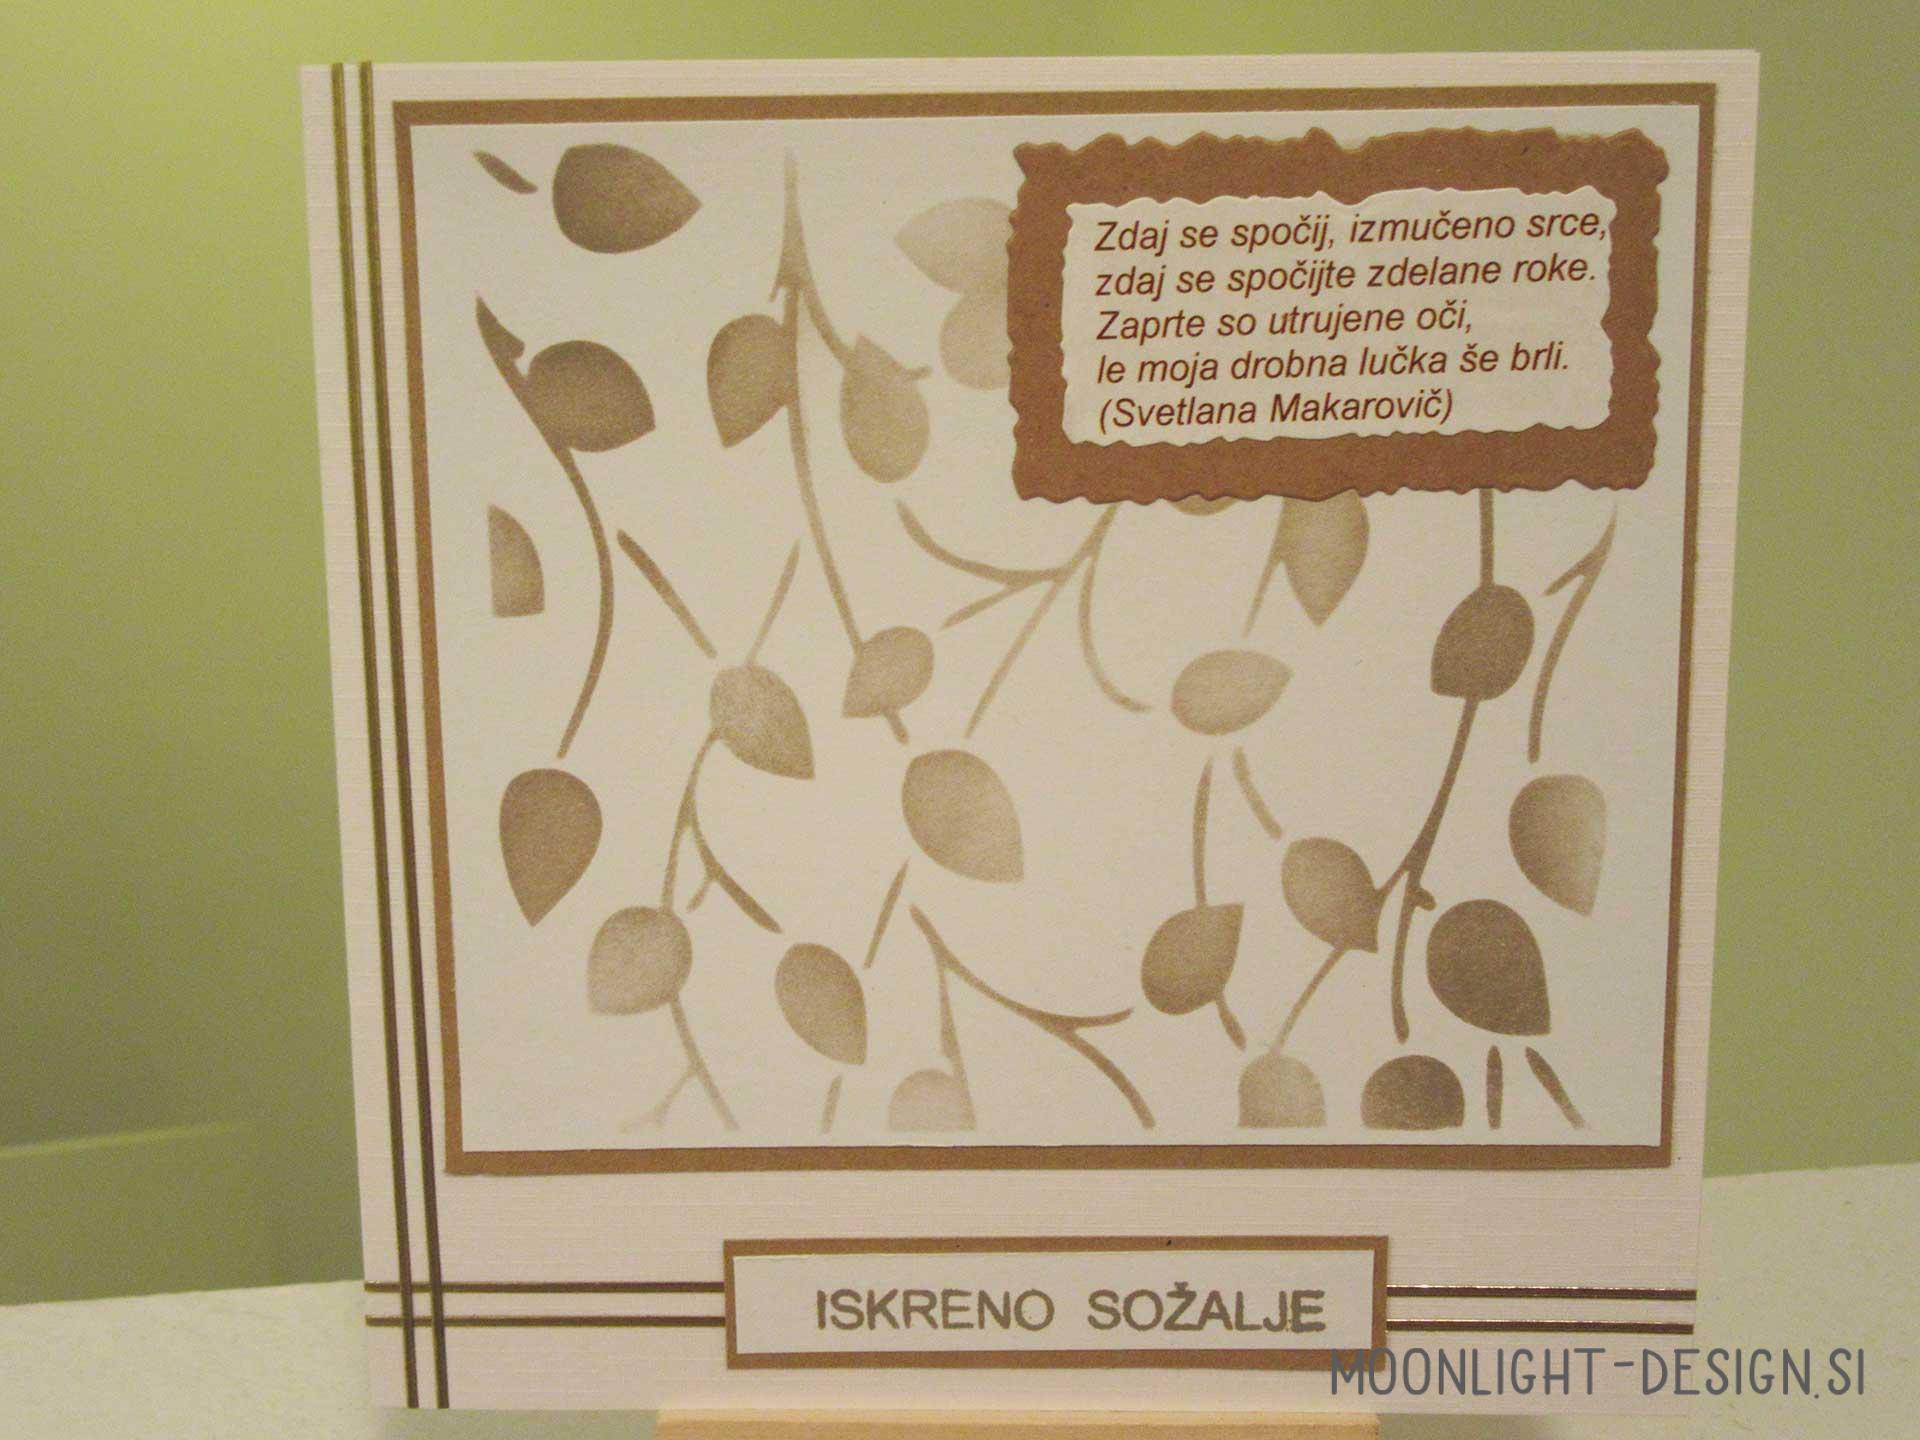 Zdaj se spočij, izmučeno srce,
zdaj se spočijte zdelane roke.
Zaprte so utrujene oči,
le moja drobna lučka še brli.
(Svetlana Makarovič)
ISKRENO SOŽALJE
MOONLIGHT-DESIGN.SI